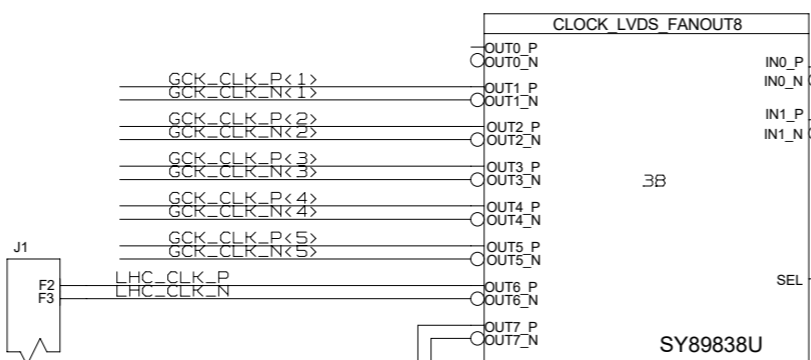 CLOCK_LVDS_FANOUT8
OUT0_P
OUT0_N
IN0_P
IN0_N
GCK_CLK_P<1>
GCK_CLK_N<1>
OUT1_P
OUT1_N
IN1_P
IN1_N
GCK_CLK_P<2>
GCK_CLK_N<2>
OUT2_P
OUT2_N
GCK_CLK_P<3>
GCK_CLK_N<3>
OUT3_P
OUT3_N
3B
GCK_CLK_P<4>
GCK_CLK_N<4>
OUT4_P
OUT4_N
GCK_CLK_P<5>
GCK_CLK_N<5>
OUT5_P
OUT5_N
J1
F2
F3
LHC_CLK_P
LHC_CLK_N
OUT6_P
OUT6_N
SEL
OUT7_P
OUT7_N
SY89838U